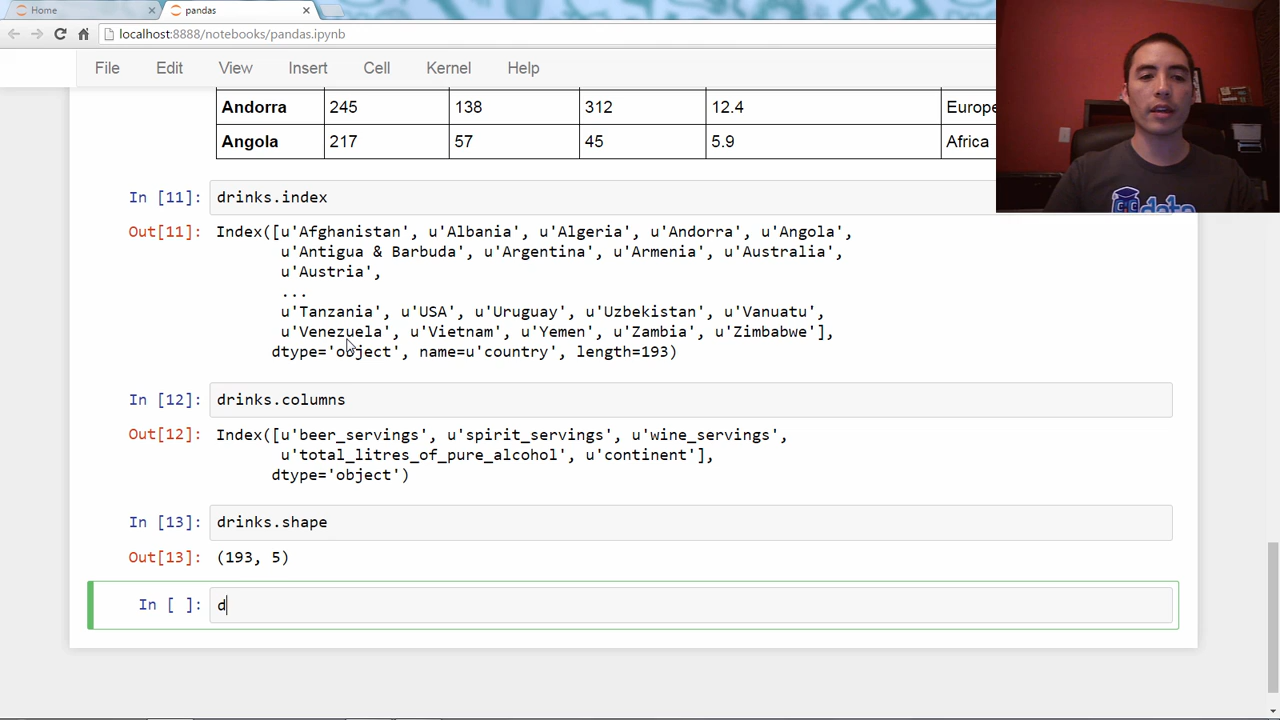 Home
pandas
localhost:8888/notebooks/pandas.ipynb
File Edit View Insert Cell Kernel Help
Andorra 245 138 312 12.4 Europe
Angola 217 57 45 5.9 Africa
In [11]: drinks.index
Out[11]: Index([u'Afghanistan', u'Albania', u'Algeria', u'Andorra', u'Angola',
u'Antigua & Barbuda', u'Argentina', u'Armenia', u'Australia',
u'Austria',
...
u'Tanzania', u'USA', u'Uruguay', u'Uzbekistan', u'Vanuatu',
u'Venezuela', u'Vietnam', u'Yemen', u'Zambia', u'Zimbabwe'],
dtype='object', name=u'country', length=193)
In [12]: drinks.columns
Out[12]: Index([u'beer_servings', u'spirit_servings', u'wine_servings',
u'total_litres_of_pure_alcohol', u'continent'],
dtype='object')
In [13]: drinks.shape
Out[13]: (193, 5)
In [ ]: d
data